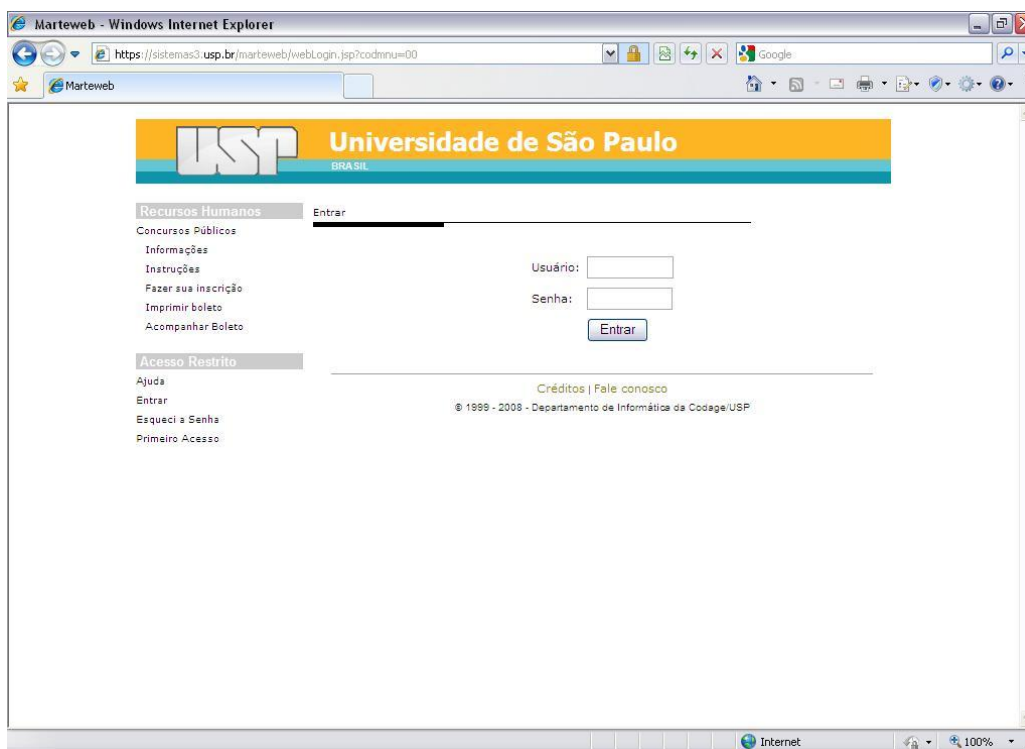 Marteweb - Windows Internet Explorer
https://sistemas3.usp.br/marteweb/webLogin.jsp?codmnu=00
Google
Marteweb
USP
Universidade de São Paulo
BRASIL
Recursos Humanos
Concursos Públicos
Informações
Instruções
Fazer sua inscrição
Imprimir boleto
Acompanhar Boleto
Acesso Restrito
Ajuda
Entrar
Esqueci a Senha
Primeiro Acesso
Entrar
Usuário:
Senha:
Entrar
Créditos | Fale conosco
© 1999 - 2008 - Departamento de Informática da Codage/USP
Internet
100%